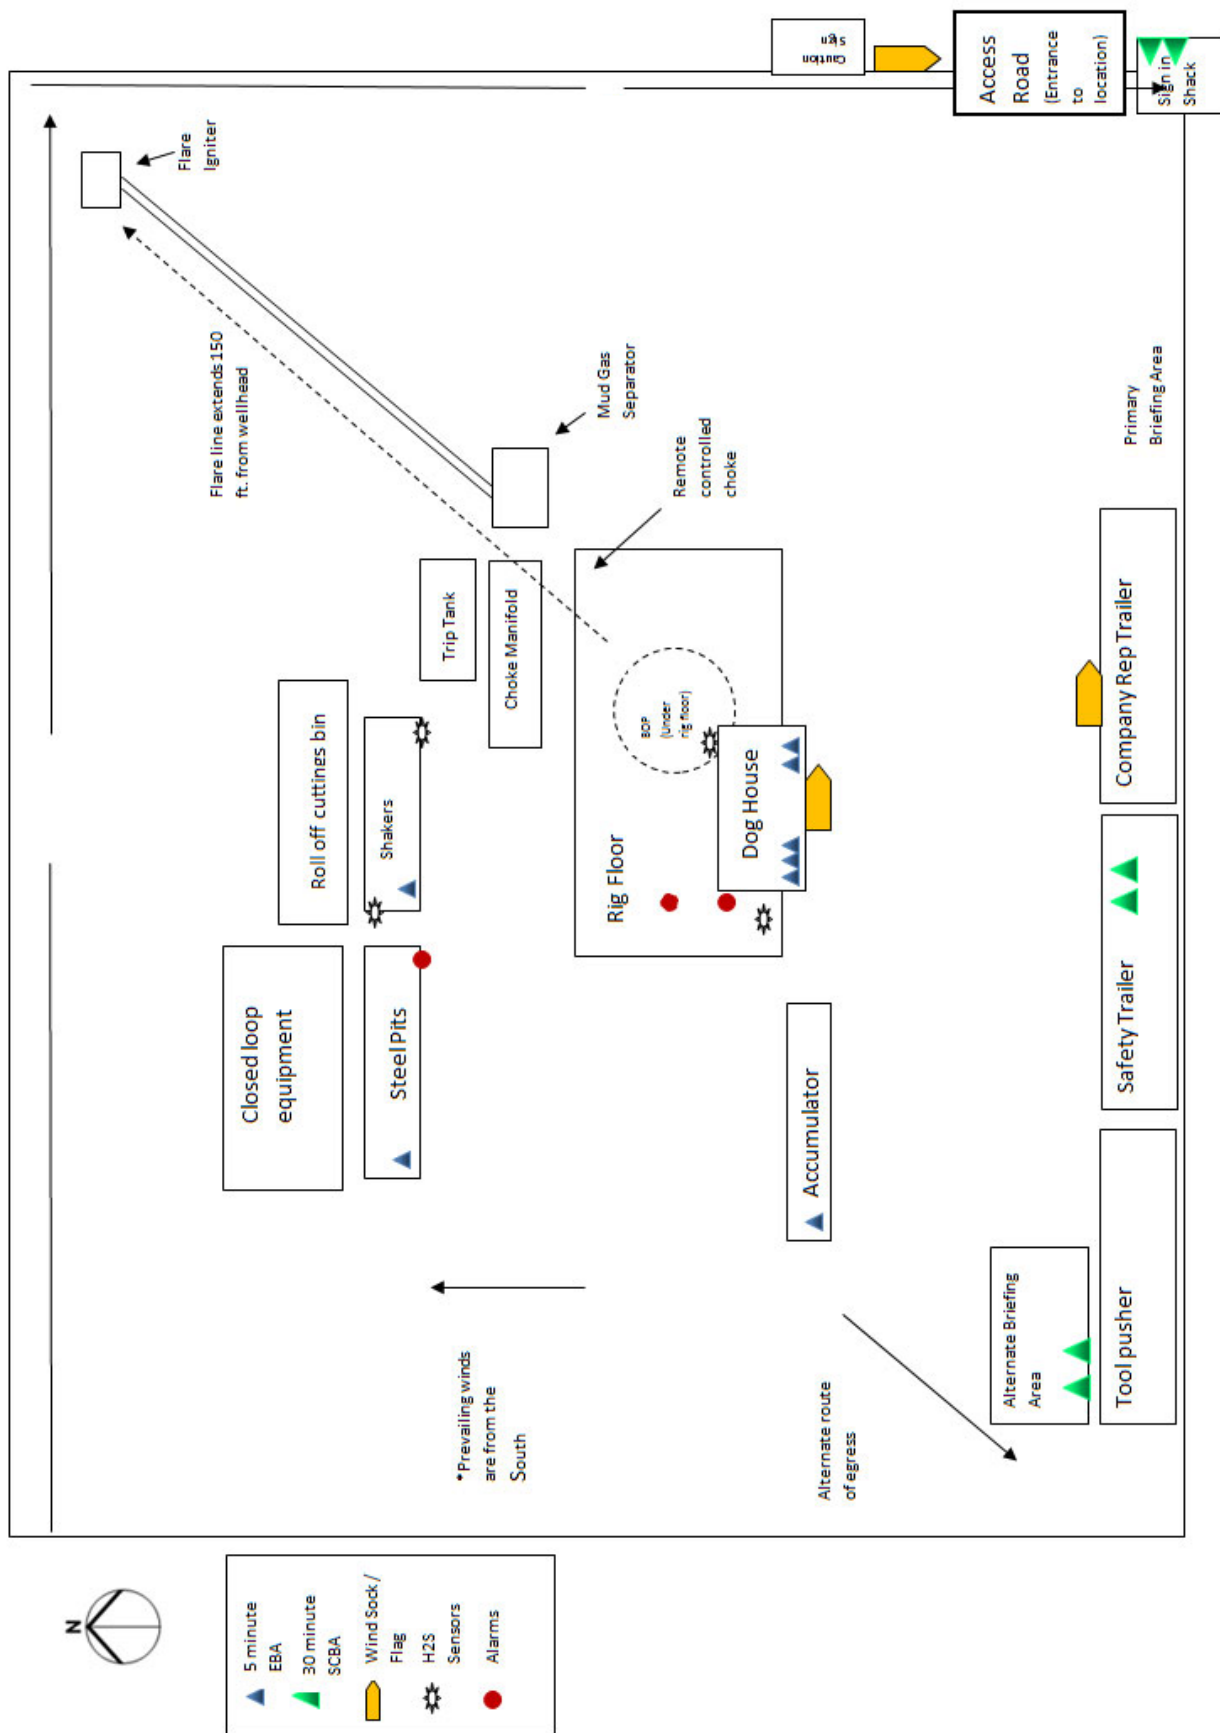 N
5 minute
EBA
30 minute
SCBA
Wind Sock /
Flag
H2S
Sensors
Alarms
*Prevailing winds
are from the
South
Alternate route
of egress
Closed loop
equipment
Steel Pits
Roll off cuttings bin
Shakers
Trip Tank
Choke Manifold
Flare line extends 150
ft. from wellhead
Flare
Igniter
Mud Gas
Separator
Remote
controlled
choke
Rig Floor
BOP
(Under
rig floor)
Dog House
Accumulator
Alternate Briefing
Area
Tool pusher
Safety Trailer
Company Rep Trailer
Primary
Briefing Area
Caution
sign
Access
Road
(Entrance
to
location)
Sign in
Shack